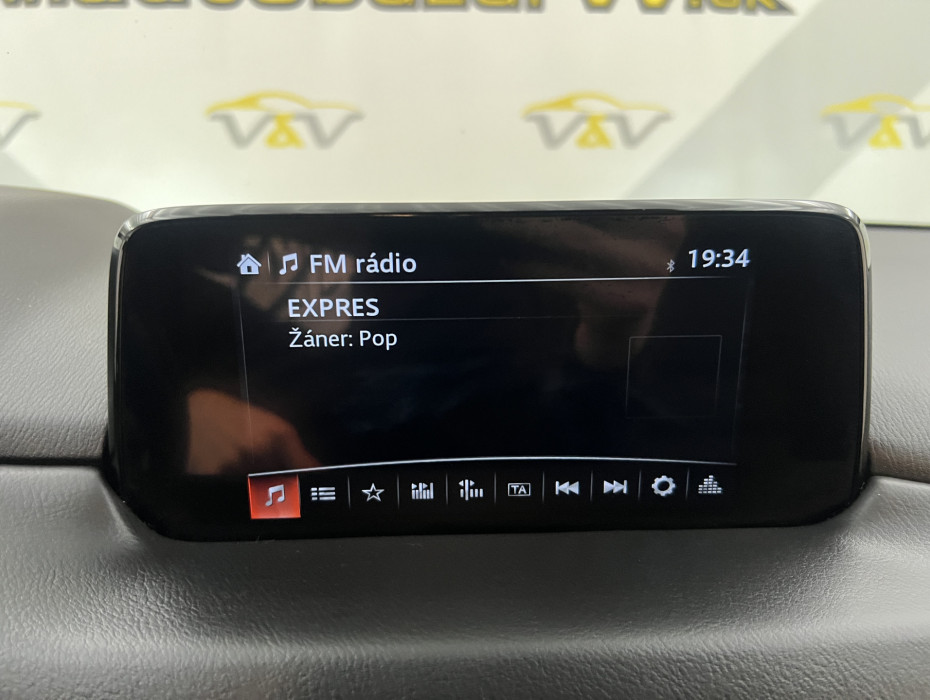 V&V
V&V
V&V
FM rádio
19:34
EXPRES
Žáner: Pop
TA